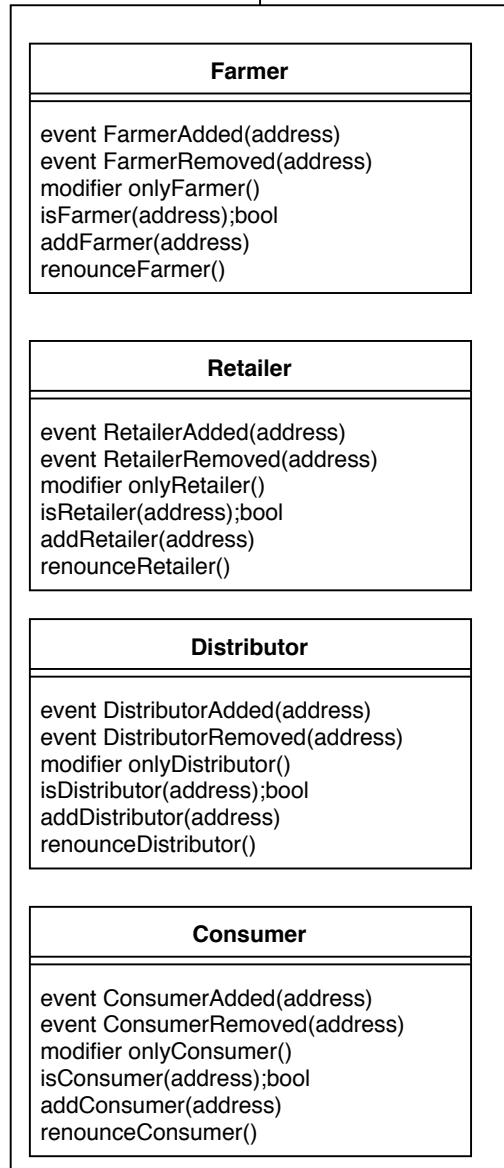 Farmer
event FarmerAdded(address)
event FarmerRemoved(address)
modifier onlyFarmer()
isFarmer(address);bool
addFarmer(address)
renounceFarmer()
Retailer
event RetailerAdded(address)
event RetailerRemoved(address)
modifier onlyRetailer()
isRetailer(address);bool
addRetailer(address)
renounceRetailer()
Distributor
event DistributorAdded(address)
event DistributorRemoved(address)
modifier onlyDistributor()
isDistributor(address);bool
addDistributor(address)
renounceDistributor()
Consumer
event ConsumerAdded(address)
event ConsumerRemoved(address)
modifier onlyConsumer()
isConsumer(address);bool
addConsumer(address)
renounceConsumer()